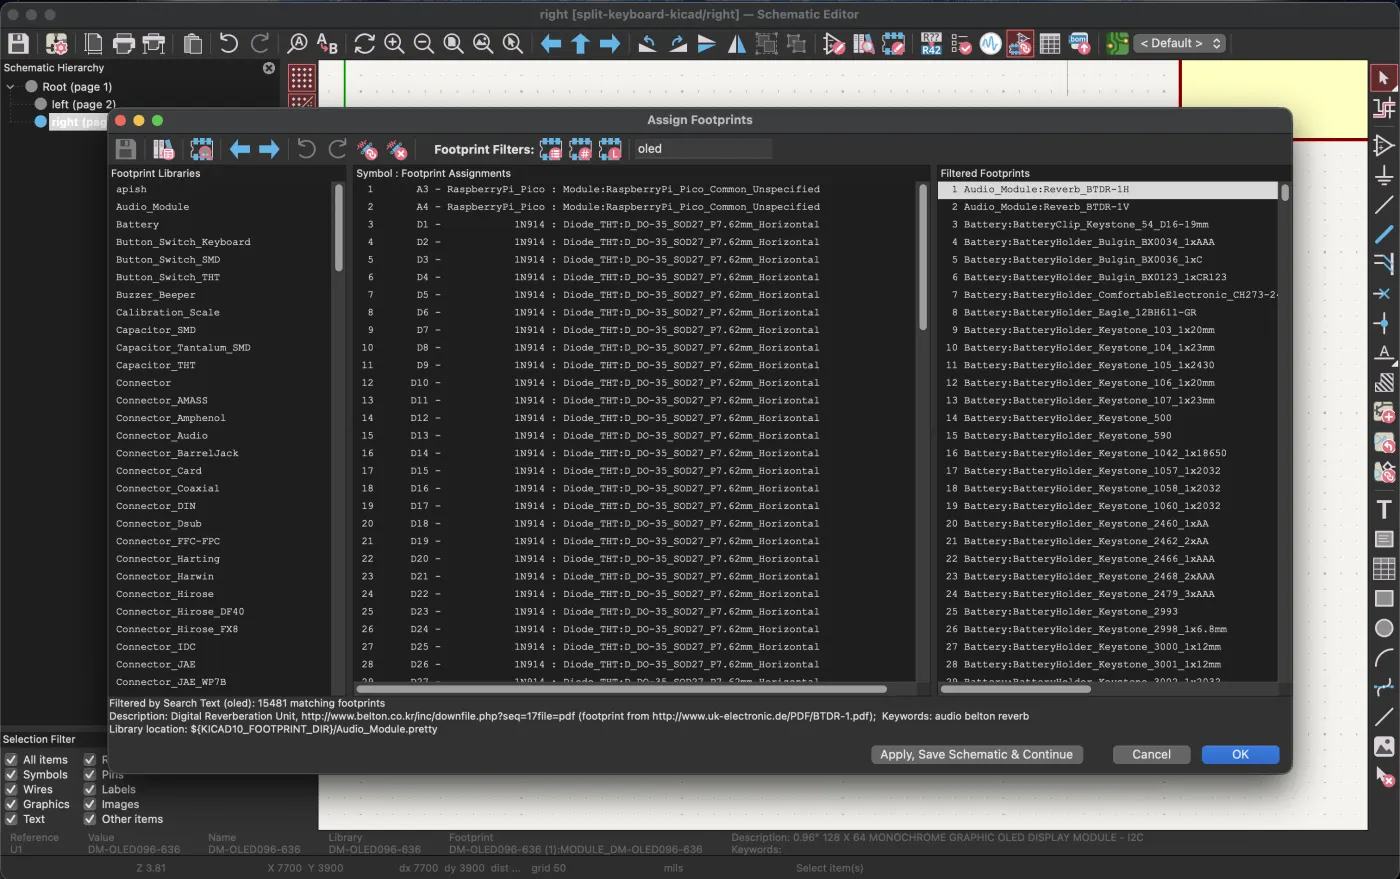 right [split-keyboard-kicad/right] — Schematic Editor
R??
R42
bom
< Default >
Schematic Hierarchy
Root (page 1)
left (page 2)
right (pag
Assign Footprints
Footprint Filters:
oled
Footprint Libraries
apish
Audio_Module
Battery
Button_Switch_Keyboard
Button_Switch_SMD
Button_Switch_THT
Buzzer_Beeper
Calibration_Scale
Capacitor_SMD
Capacitor_Tantalum_SMD
Capacitor_THT
Connector
Connector_AMASS
Connector_Amphenol
Connector_Audio
Connector_BarrelJack
Connector_Card
Connector_Coaxial
Connector_DIN
Connector_Dsub
Connector_FFC-FPC
Connector_Harting
Connector_Harwin
Connector_Hirose
Connector_Hirose_DF40
Connector_Hirose_FX8
Connector_IDC
Connector_JAE
Connector_JAE_WP7B
Symbol : Footprint Assignments
1 A3 - RaspberryPi_Pico : Module:RaspberryPi_Pico_Common_Unspecified
2 A4 - RaspberryPi_Pico : Module:RaspberryPi_Pico_Common_Unspecified
3 D1 - 1N914 : Diode_THT:D_DO-35_SOD27_P7.62mm_Horizontal
4 D2 - 1N914 : Diode_THT:D_DO-35_SOD27_P7.62mm_Horizontal
5 D3 - 1N914 : Diode_THT:D_DO-35_SOD27_P7.62mm_Horizontal
6 D4 - 1N914 : Diode_THT:D_DO-35_SOD27_P7.62mm_Horizontal
7 D5 - 1N914 : Diode_THT:D_DO-35_SOD27_P7.62mm_Horizontal
8 D6 - 1N914 : Diode_THT:D_DO-35_SOD27_P7.62mm_Horizontal
9 D7 - 1N914 : Diode_THT:D_DO-35_SOD27_P7.62mm_Horizontal
10 D8 - 1N914 : Diode_THT:D_DO-35_SOD27_P7.62mm_Horizontal
11 D9 - 1N914 : Diode_THT:D_DO-35_SOD27_P7.62mm_Horizontal
12 D10 - 1N914 : Diode_THT:D_DO-35_SOD27_P7.62mm_Horizontal
13 D11 - 1N914 : Diode_THT:D_DO-35_SOD27_P7.62mm_Horizontal
14 D12 - 1N914 : Diode_THT:D_DO-35_SOD27_P7.62mm_Horizontal
15 D13 - 1N914 : Diode_THT:D_DO-35_SOD27_P7.62mm_Horizontal
16 D14 - 1N914 : Diode_THT:D_DO-35_SOD27_P7.62mm_Horizontal
17 D15 - 1N914 : Diode_THT:D_DO-35_SOD27_P7.62mm_Horizontal
18 D16 - 1N914 : Diode_THT:D_DO-35_SOD27_P7.62mm_Horizontal
19 D17 - 1N914 : Diode_THT:D_DO-35_SOD27_P7.62mm_Horizontal
20 D18 - 1N914 : Diode_THT:D_DO-35_SOD27_P7.62mm_Horizontal
21 D19 - 1N914 : Diode_THT:D_DO-35_SOD27_P7.62mm_Horizontal
22 D20 - 1N914 : Diode_THT:D_DO-35_SOD27_P7.62mm_Horizontal
23 D21 - 1N914 : Diode_THT:D_DO-35_SOD27_P7.62mm_Horizontal
24 D22 - 1N914 : Diode_THT:D_DO-35_SOD27_P7.62mm_Horizontal
25 D23 - 1N914 : Diode_THT:D_DO-35_SOD27_P7.62mm_Horizontal
26 D24 - 1N914 : Diode_THT:D_DO-35_SOD27_P7.62mm_Horizontal
27 D25 - 1N914 : Diode_THT:D_DO-35_SOD27_P7.62mm_Horizontal
28 D26 - 1N914 : Diode_THT:D_DO-35_SOD27_P7.62mm_Horizontal
29 D27 - 1N914 : Diode_THT:D_DO-35_SOD27_P7.62mm_Horizontal
Filtered Footprints
1 Audio_Module:Reverb_BTDR-1H
2 Audio_Module:Reverb_BTDR-1V
3 Battery:BatteryClip_Keystone_54_D16-19mm
4 Battery:BatteryHolder_Bulgin_BX0034_1xAAA
5 Battery:BatteryHolder_Bulgin_BX0036_1xC
6 Battery:BatteryHolder_Bulgin_BX0123_1xCR123
7 Battery:BatteryHolder_ComfortableElectronic_CH273-2
8 Battery:BatteryHolder_Eagle_12BH611-GR
9 Battery:BatteryHolder_Keystone_103_1x20mm
10 Battery:BatteryHolder_Keystone_104_1x23mm
11 Battery:BatteryHolder_Keystone_105_1x2430
12 Battery:BatteryHolder_Keystone_106_1x20mm
13 Battery:BatteryHolder_Keystone_107_1x23mm
14 Battery:BatteryHolder_Keystone_500
15 Battery:BatteryHolder_Keystone_590
16 Battery:BatteryHolder_Keystone_1042_1x18650
17 Battery:BatteryHolder_Keystone_1057_1x2032
18 Battery:BatteryHolder_Keystone_1058_1x2032
19 Battery:BatteryHolder_Keystone_1060_1x2032
20 Battery:BatteryHolder_Keystone_2460_1xAA
21 Battery:BatteryHolder_Keystone_2462_2xAA
22 Battery:BatteryHolder_Keystone_2466_1xAAA
23 Battery:BatteryHolder_Keystone_2468_2xAAA
24 Battery:BatteryHolder_Keystone_2479_3xAAA
25 Battery:BatteryHolder_Keystone_2993
26 Battery:BatteryHolder_Keystone_2998_1x6.8mm
27 Battery:BatteryHolder_Keystone_3000_1x12mm
28 Battery:BatteryHolder_Keystone_3001_1x12mm
29 Battery:BatteryHolder_Keystone_3002_1x2032
Filtered by Search Text (oled): 15481 matching footprints
Description: Digital Reverberation Unit, http://www.belton.co.kr/inc/downfile.php?seq=17file=pdf (footprint from http://www.uk-electronic.de/PDF/BTDR-1.pdf);  Keywords: audio belton reverb
Library location: ${KICAD10_FOOTPRINT_DIR}/Audio_Module.pretty
Apply, Save Schematic & Continue
Cancel
OK
Selection Filter
All items R
Symbols Pins
Wires Labels
Graphics Images
Text Other items
Reference Value Name Library Footprint Description: 0.96" 128 X 64 MONOCHROME GRAPHIC OLED DISPLAY MODULE - I2C
U1 DM-OLED096-636 DM-OLED096-636 DM-OLED096-636 DM-OLED096-636 (1):MODULE_DM-OLED096-636 Keywords:
Z 3.81 X 7700 Y 3900 dx 7700 dy 3900 dist ... grid 50 mils Select item(s)